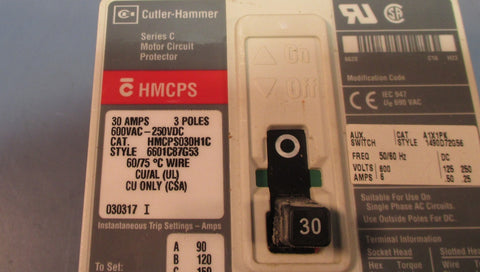 Cutler-Hammer
Series C
Motor Circuit
Protector
HMCPS
30 AMPS 3 POLES
600VAC-250VDC
CAT. HMCPS030H1C
STYLE 6601C87G53
60/75 °C WIRE
CU/AL (UL)
CU ONLY (CSA)
030317 I
Instantaneous Trip Settings - Amps
A 90
B 120
To Set: C 150
On
Off
30
Modification Code
CE IEC 947
Ue 690 VAC
AUX. CAT A1X1PK
SWITCH STYLE 1490D72G56
FREQ 50/60 Hz DC
VOLTS 600 125 250
AMPS 6 .50 .25
Suitable For Use On
Single Phase AC Circuits.
Use Outside Poles For DC.
Terminal Information
Socket Head Slotted
Hex Torque Wire